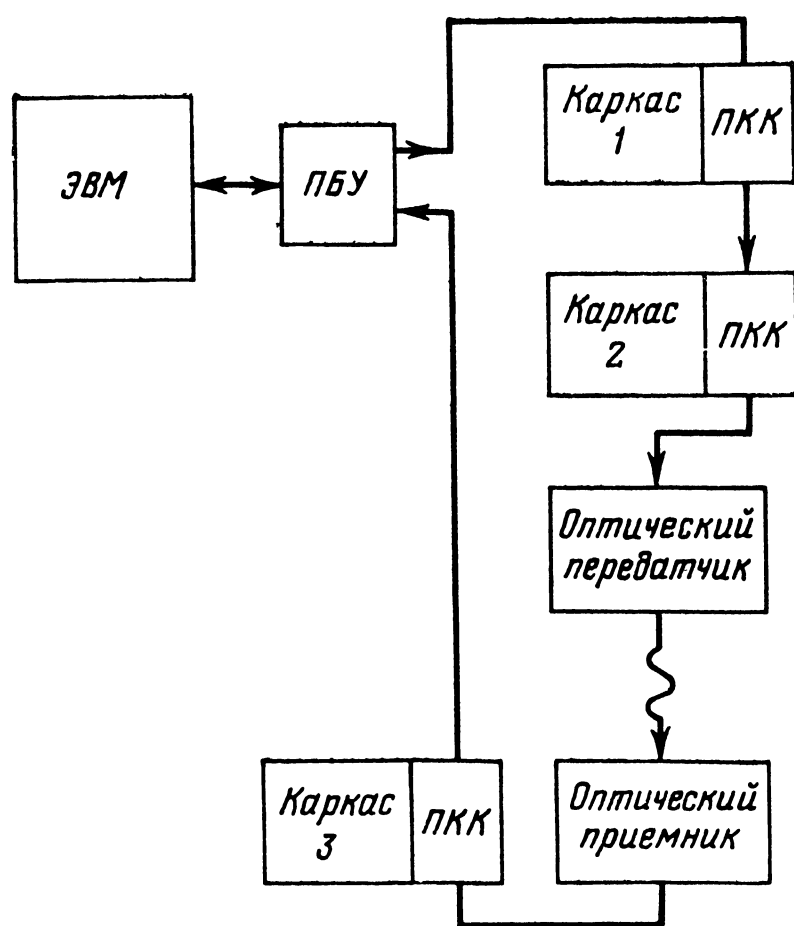 ЭВМ
ПБУ
Каркас
1
ПКК
Каркас
2
ПКК
Оптический
передатчик
Оптический
приемник
Каркас
3
ПКК